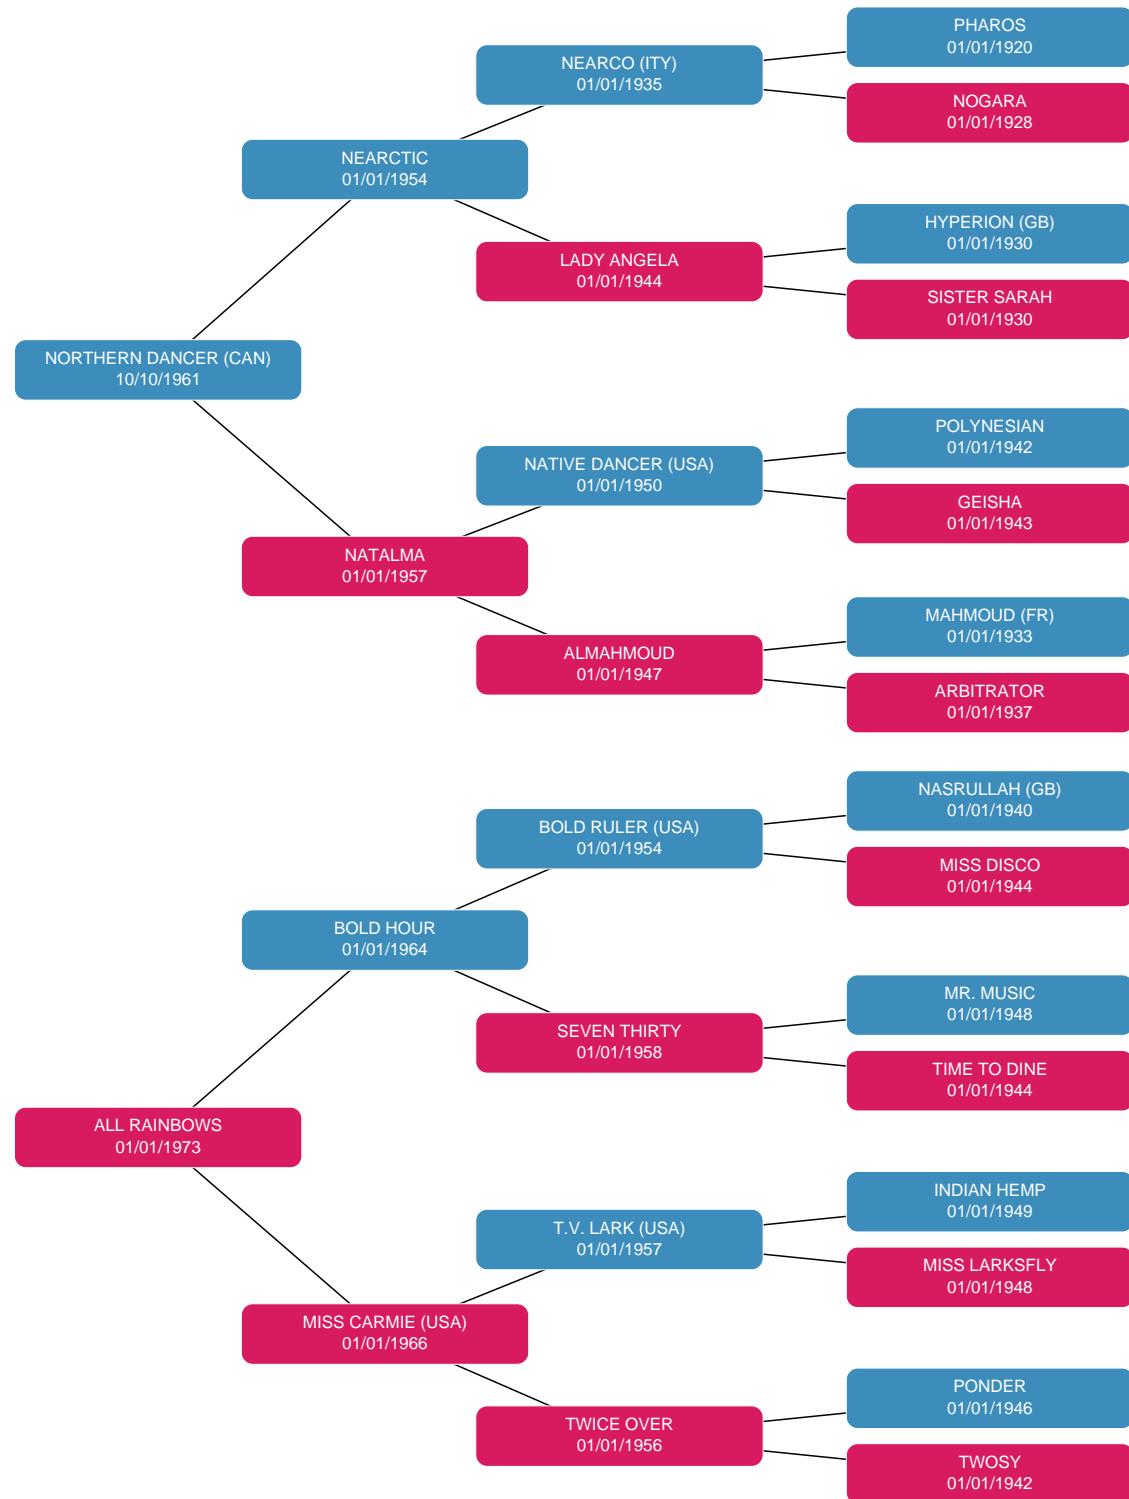 PHAROS
01/01/1920
NEARCO (ITY)
01/01/1935
NOGARA
01/01/1928
NEARCTIC
01/01/1954
HYPERION (GB)
01/01/1930
LADY ANGELA
01/01/1944
SISTER SARAH
01/01/1930
NORTHERN DANCER (CAN)
10/10/1961
POLYNESIAN
01/01/1942
NATIVE DANCER (USA)
01/01/1950
GEISHA
01/01/1943
NATALMA
01/01/1957
MAHMOUD (FR)
01/01/1933
ALMAHMOUD
01/01/1947
ARBITRATOR
01/01/1937
NASRULLAH (GB)
01/01/1940
BOLD RULER (USA)
01/01/1954
MISS DISCO
01/01/1944
BOLD HOUR
01/01/1964
MR. MUSIC
01/01/1948
SEVEN THIRTY
01/01/1958
TIME TO DINE
01/01/1944
ALL RAINBOWS
01/01/1973
INDIAN HEMP
01/01/1949
T.V. LARK (USA)
01/01/1957
MISS LARKSFLY
01/01/1948
MISS CARMIE (USA)
01/01/1966
PONDER
01/01/1946
TWICE OVER
01/01/1956
TWOSY
01/01/1942